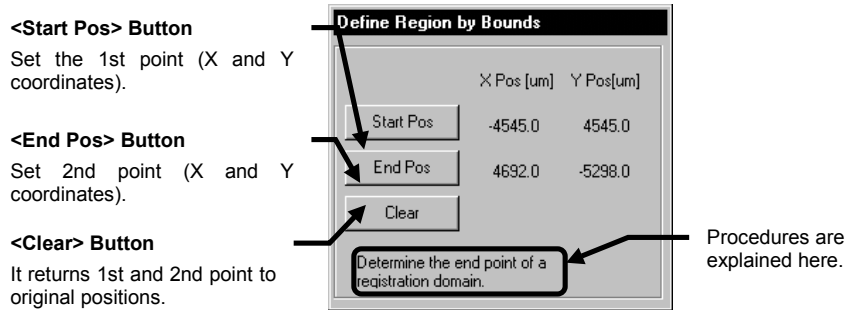 <Start Pos> Button
Set the 1st point (X and Y
coordinates).
<End Pos> Button
Set 2nd point (X and Y
coordinates).
<Clear> Button
It returns 1st and 2nd point to
original positions.
Define Region by Bounds
X Pos [um] Y Pos[um]
Start Pos -4545.0 4545.0
End Pos 4692.0 -5298.0
Clear
Determine the end point of a
registration domain.
Procedures are
explained here.